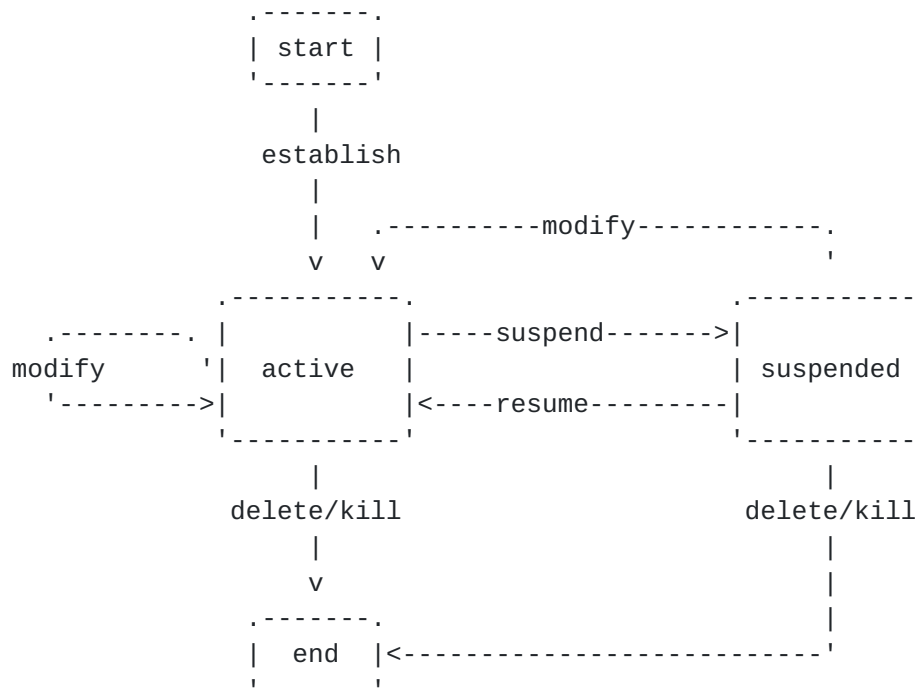 start
establish
modify
suspend
modify active suspended
resume
delete/kill delete/kill
end